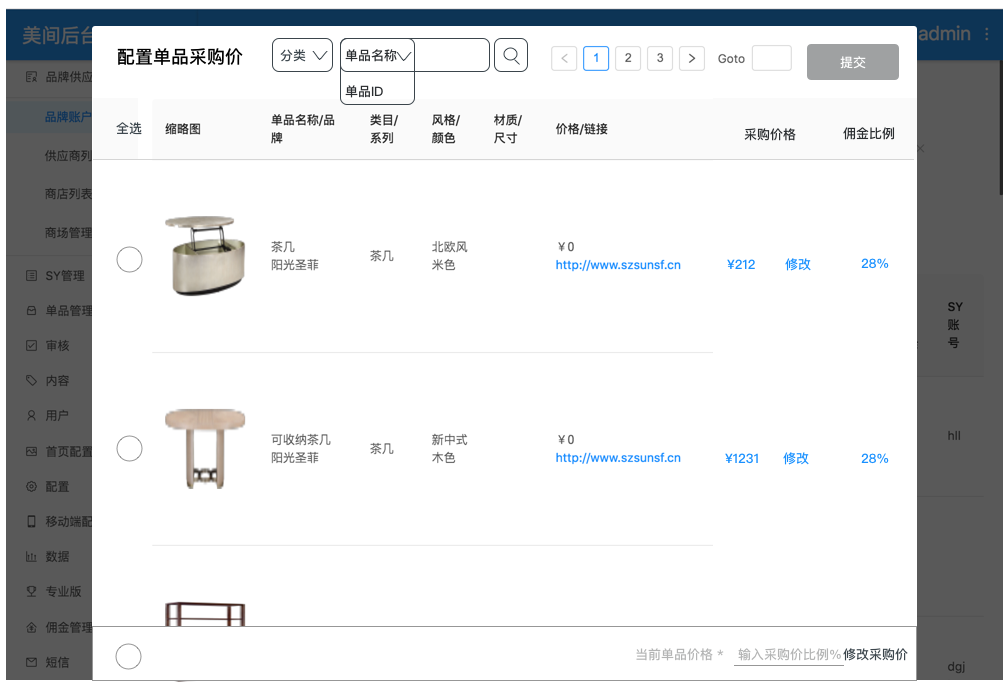 美间后台
admin
配置单品采购价
分类
单品名称
单品ID
< 1 2 3 > Goto
提交
品牌供应
品牌账户
供应商列
商店列表
商场管理
SY管理
单品管理
审核
内容
用户
首页配置
配置
移动端配
数据
专业版
佣金管理
短信
全选
缩略图
单品名称/品
牌
类目/
系列
风格/
颜色
材质/
尺寸
价格/链接
采购价格
佣金比例
茶几
阳光圣菲
茶几
北欧风
米色
¥0
http://www.szsunsf.cn
¥212
修改
28%
可收纳茶几
阳光圣菲
茶几
新中式
木色
¥0
http://www.szsunsf.cn
¥1231
修改
28%
SY
账
号
hll
dgj
当前单品价格 *
输入采购价比例%
修改采购价